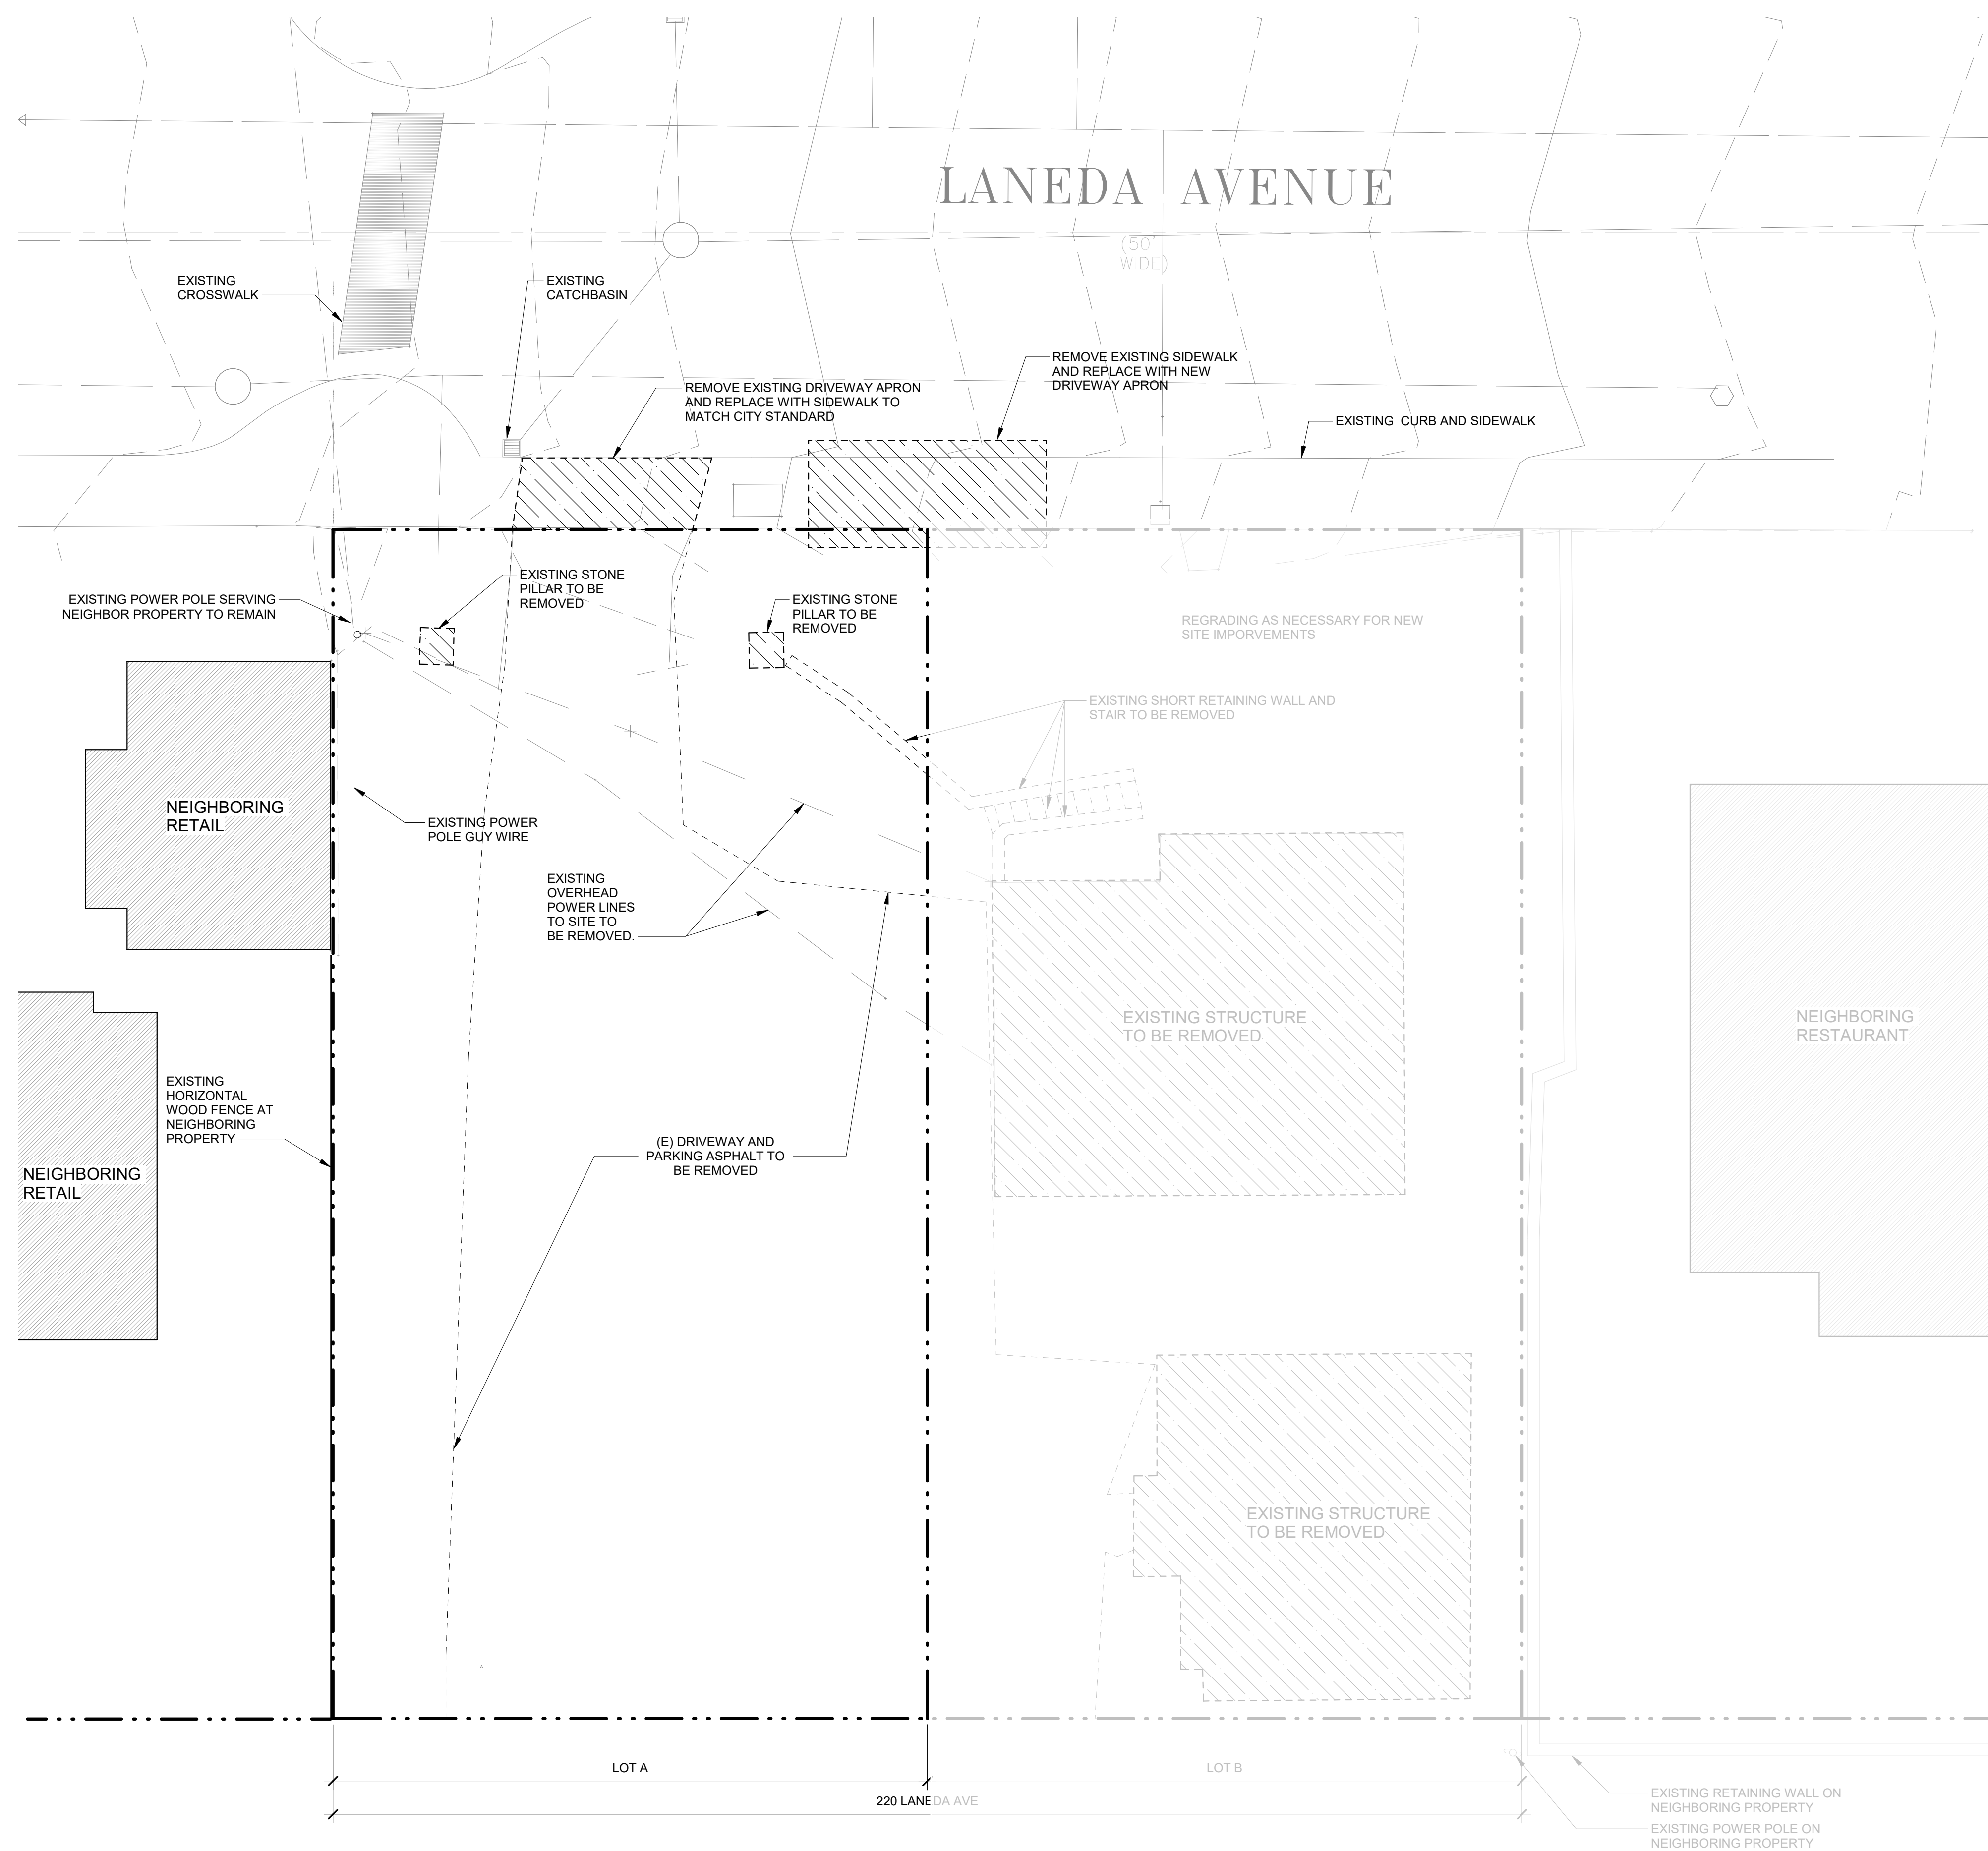 LANEDA AVENUE
(50'
WIDE)
EXISTING
CROSSWALK
EXISTING
CATCHBASIN
REMOVE EXISTING SIDEWALK
AND REPLACE WITH NEW
DRIVEWAY APRON
REMOVE EXISTING DRIVEWAY APRON
AND REPLACE WITH SIDEWALK TO
MATCH CITY STANDARD
EXISTING CURB AND SIDEWALK
EXISTING STONE
PILLAR TO BE
REMOVED
EXISTING POWER POLE SERVING
NEIGHBOR PROPERTY TO REMAIN
EXISTING STONE
PILLAR TO BE
REMOVED
REGRADING AS NECESSARY FOR NEW
SITE IMPORVEMENTS
EXISTING SHORT RETAINING WALL AND
STAIR TO BE REMOVED
NEIGHBORING
RETAIL
EXISTING POWER
POLE GUY WIRE
EXISTING
OVERHEAD
POWER LINES
TO SITE TO
BE REMOVED.
EXISTING STRUCTURE
TO BE REMOVED
NEIGHBORING
RESTAURANT
EXISTING
HORIZONTAL
WOOD FENCE AT
NEIGHBORING
PROPERTY
(E) DRIVEWAY AND
PARKING ASPHALT TO
BE REMOVED
NEIGHBORING
RETAIL
EXISTING STRUCTURE
TO BE REMOVED
LOT A
LOT B
220 LANEDA AVE
EXISTING RETAINING WALL ON
NEIGHBORING PROPERTY
EXISTING POWER POLE ON
NEIGHBORING PROPERTY